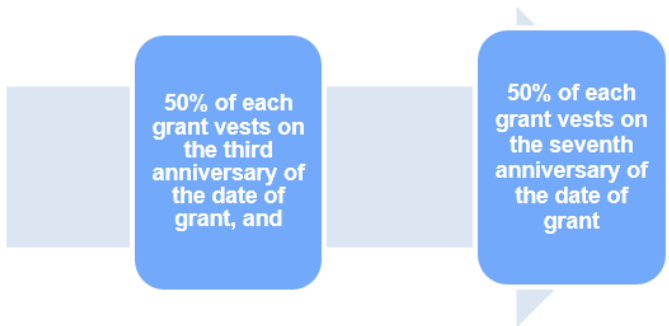 50% of each
grant vests on
the third
anniversary of
the date of
grant, and
50% of each
grant vests on
the seventh
anniversary of
the date of
grant